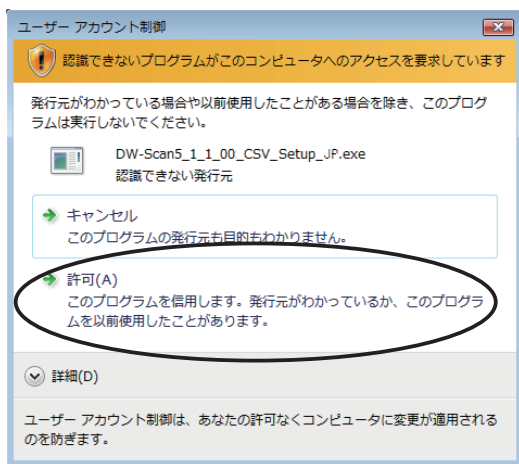 ユーザー アカウント制御
認識できないプログラムがこのコンピュータへのアクセスを要求しています
発行元がわかっている場合や以前使用したことがある場合を除き、このプログ
ラムは実行しないでください。
DW-Scan5_1_1_00_CSV_Setup_JP.exe
認識できない発行元
キャンセル
このプログラムの発行元も目的もわかりません。
許可(A)
このプログラムを信用します。発行元がわかっているか、このプログラ
ムを以前使用したことがあります。
詳細(D)
ユーザー アカウント制御は、あなたの許可なくコンピュータに変更が適用される
のを防ぎます。